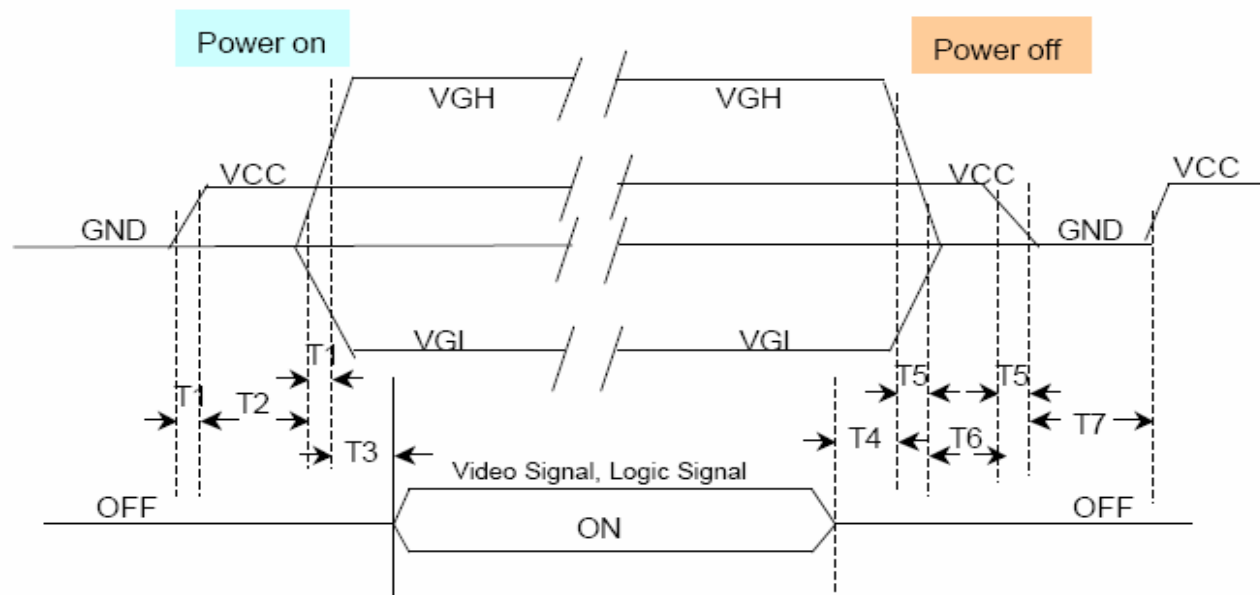 Power on
Power off
VGH
VGH
VCC
VCC
VCC
GND
GND
VGL
VGL
T1
T5
T5
T1
T2
T7
T3
T4
T6
Video Signal, Logic Signal
OFF
ON
OFF